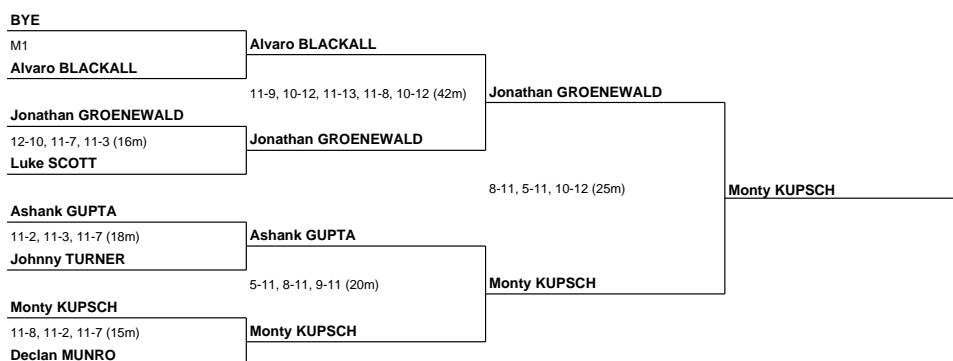 BYE
M1
Alvaro BLACKALL
Alvaro BLACKALL
11-9, 10-12, 11-13, 11-8, 10-12 (42m)
Jonathan GROENEWALD
Jonathan GROENEWALD
12-10, 11-7, 11-3 (16m)
Jonathan GROENEWALD
Luke SCOTT
8-11, 5-11, 10-12 (25m)
Monty KUPSCH
Ashank GUPTA
11-2, 11-3, 11-7 (18m)
Ashank GUPTA
Johnny TURNER
5-11, 8-11, 9-11 (20m)
Monty KUPSCH
Monty KUPSCH
11-8, 11-2, 11-7 (15m)
Monty KUPSCH
Declan MUNRO